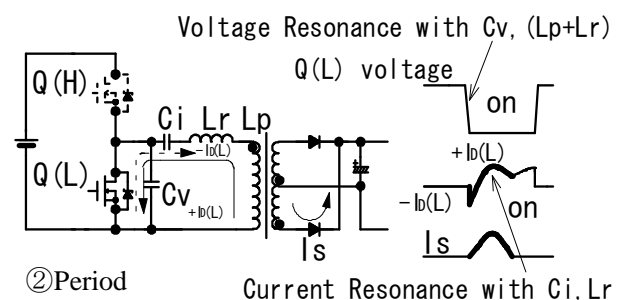 Voltage Resonance with Cv, (Lp+Lr)
Q(L) voltage
Q(H)
on
Ci Lr Lp
-ID(L)
+ID(L)
Q(L)
Cv
+ID(L)
-ID(L)
on
Is
Is
②Period
Current Resonance with Ci, Lr